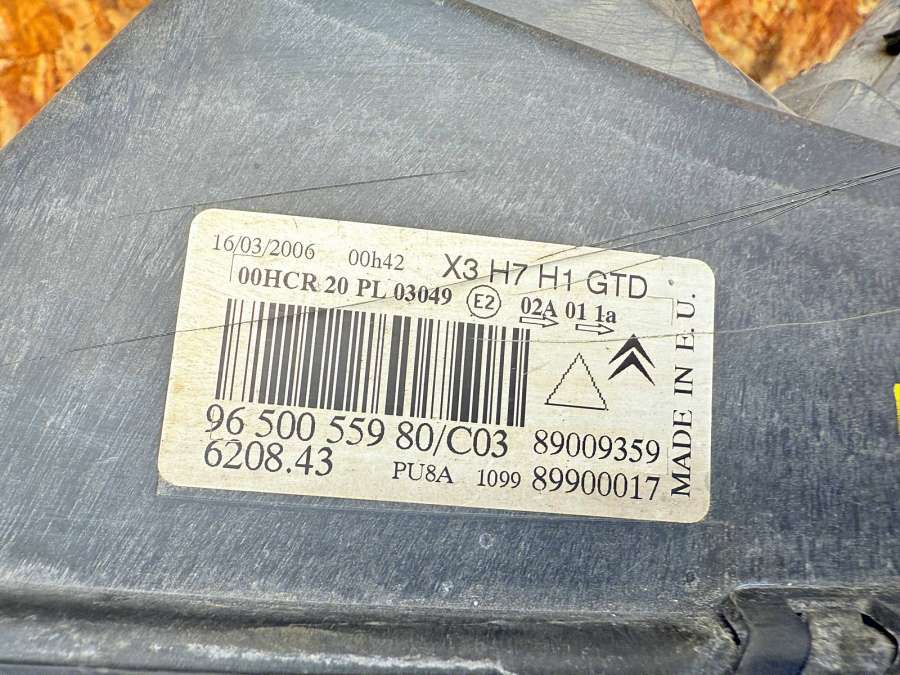 16/03/2006 00h42 X3 H7 H1 GTD
00HCR 20 PL 03049 E2 02A 01 1a
96 500 559 80/C03 89009359
6208.43 PU8A 1099 89900017
MADE IN E.U.